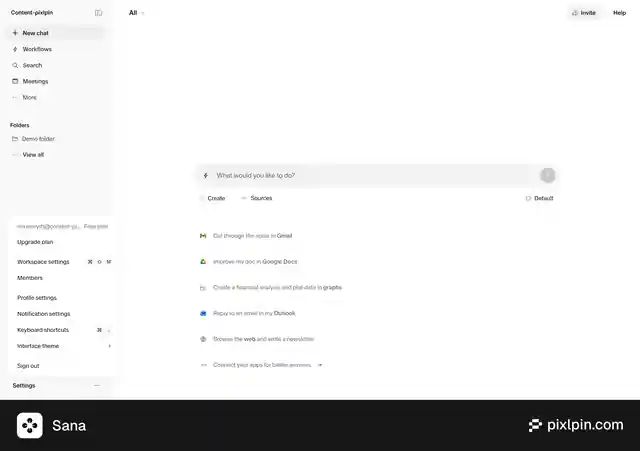 Content-pixlpin
New chat
Workflows
Search
Meetings
More
Folders
Demo folder
View all
Free plan
Upgrade plan
Workspace settings ⌘
Members
Profile settings
Notification settings
Keyboard shortcuts ⌘
Interface theme
Sign out
Settings
All
Invite
Help
What would you like to do?
Create
Sources
Default
Cut through the noise in Gmail
Improve my doc in Google Docs
Create a financial analysis and plot data in graphs
Reply to an email in my Outlook
Browse the web and write a newsletter
Connect your apps for better answers →
Sana
pixlpin.com